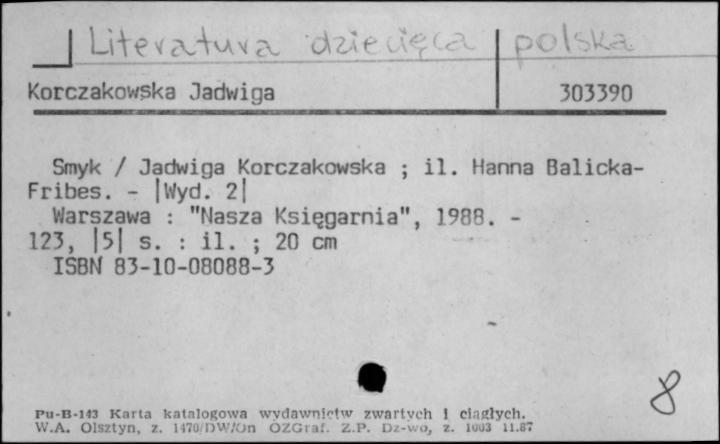 Literatura dziecięca polska
Korczakowska Jadwiga 303390
Smyk / Jadwiga Korczakowska ; il. Hanna Balicka-
Fribes. - |Wyd. 2|
Warszawa : "Nasza Księgarnia", 1988. -
123, |5| s. : il. ; 20 cm
ISBN 83-10-08088-3
8
Pu-B-143 Karta katalogowa wydawnictw zwartych i ciągłych.
W.A. Olsztyn, z. 1470/DW/On OZGraf. Z.P. Dz-wo, z. 1003 11.87